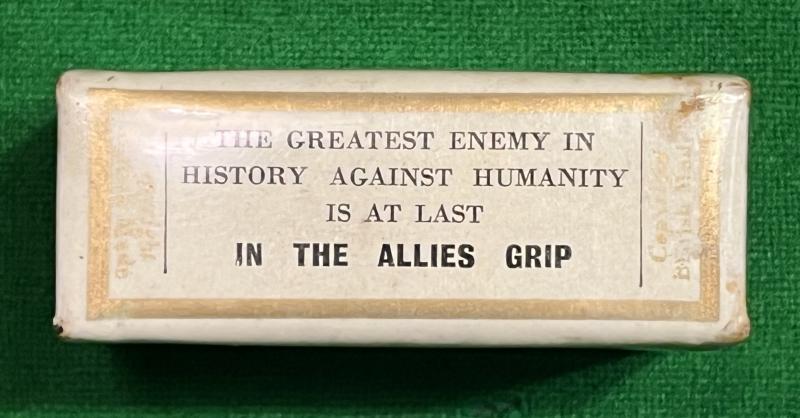 THE GREATEST ENEMY IN
HISTORY AGAINST HUMANITY
IS AT LAST
IN THE ALLIES GRIP